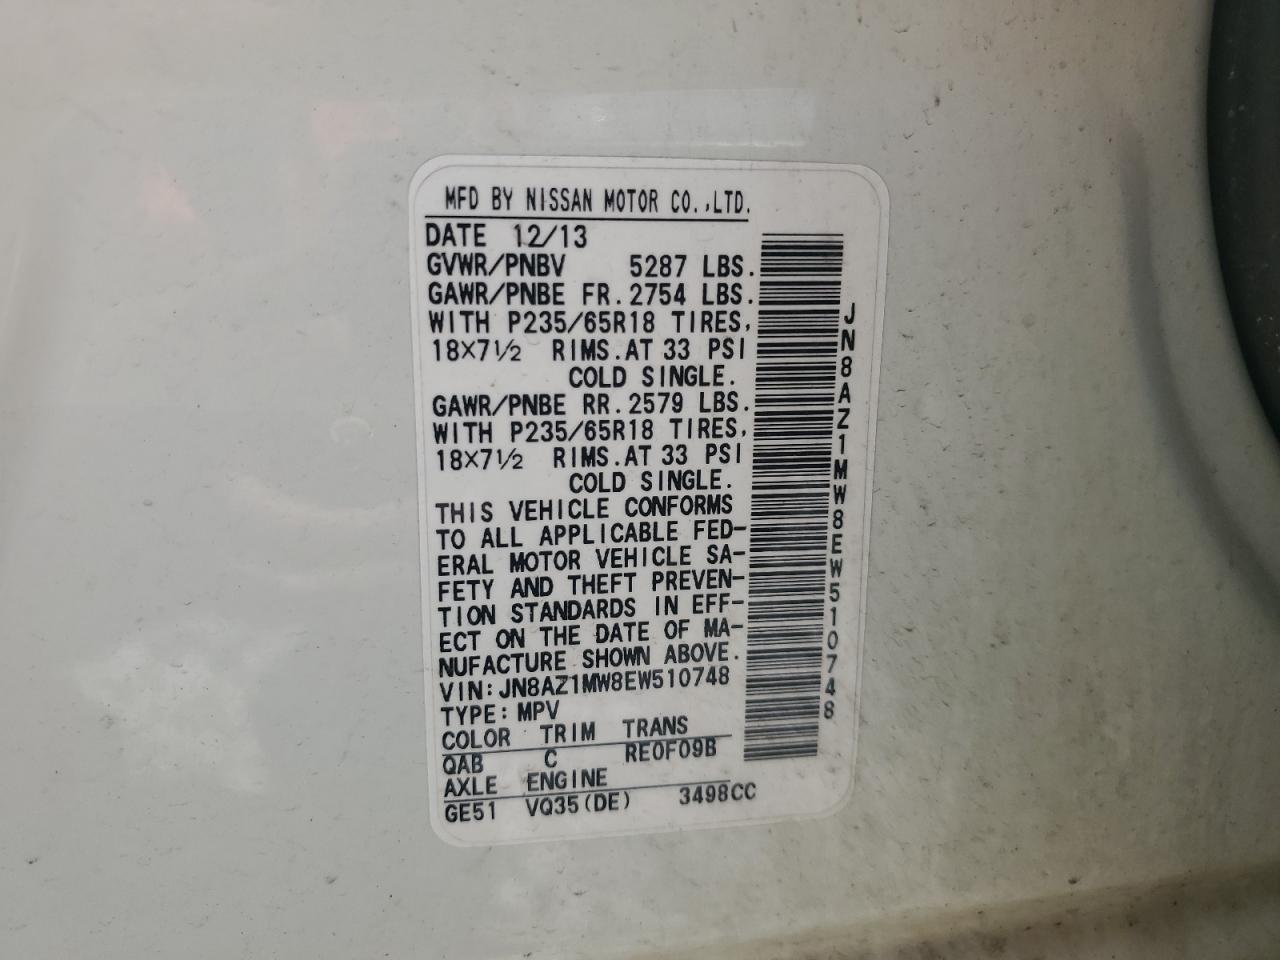 MFD BY NISSAN MOTOR CO.,LTD.
DATE 12/13
GVWR/PNBV 5287 LBS.
GAWR/PNBE FR.2754 LBS.
WITH P235/65R18 TIRES,
18×7½ RIMS.AT 33 PSI
COLD SINGLE.
GAWR/PNBE RR.2579 LBS.
WITH P235/65R18 TIRES,
18×7½ RIMS.AT 33 PSI
COLD SINGLE.
THIS VEHICLE CONFORMS
TO ALL APPLICABLE FED-
ERAL MOTOR VEHICLE SA-
FETY AND THEFT PREVEN-
TION STANDARDS IN EFF-
ECT ON THE DATE OF MA-
NUFACTURE SHOWN ABOVE.
VIN:JN8AZ1MW8EW510748
TYPE:MPV
COLOR TRIM TRANS
QAB C RE0F09B
AXLE ENGINE
GE51 VQ35(DE) 3498CC
JN8AZ1MW8EW510748